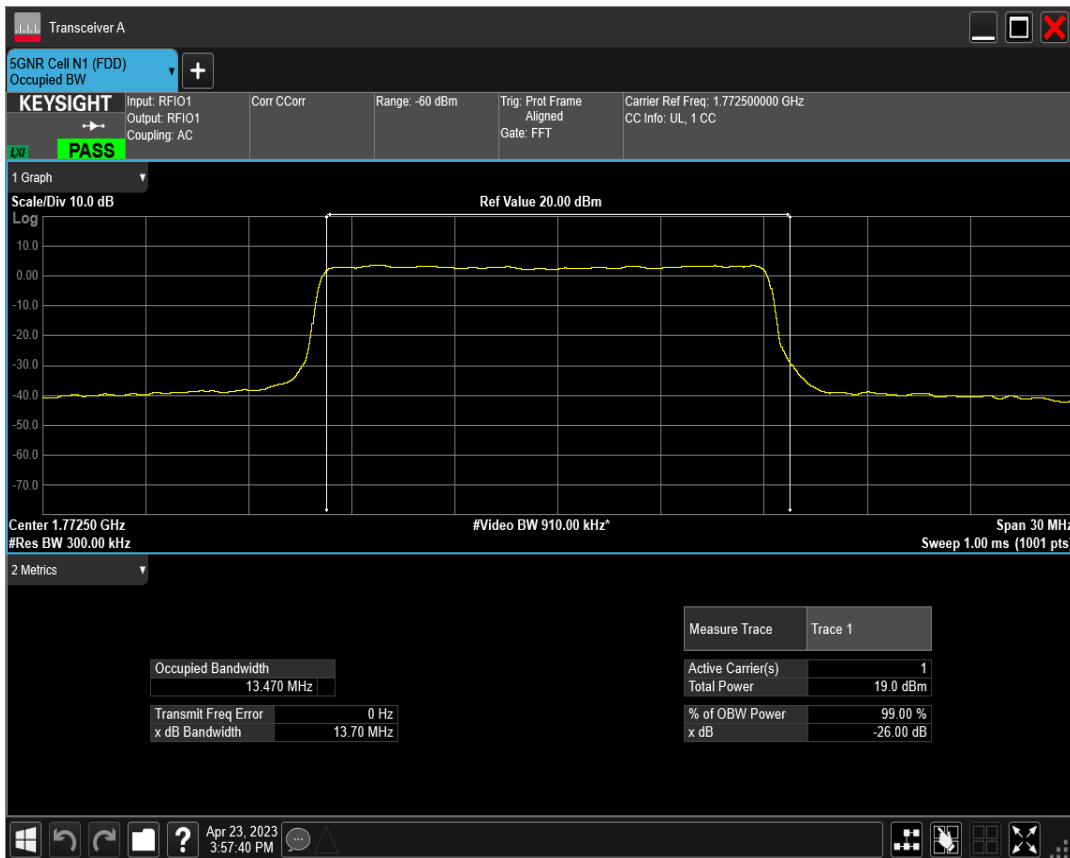 Transceiver A
5GNR Cell N1 (FDD)
Occupied BW
KEYSIGHT
LXI
PASS
Input: RFIO1
Output: RFIO1
Coupling: AC
Corr CCorr
Range: -60 dBm
Trig: Prot Frame
Aligned
Gate: FFT
Carrier Ref Freq: 1.772500000 GHz
CC Info: UL, 1 CC
1 Graph
Scale/Div 10.0 dB
Ref Value 20.00 dBm
Log
10.0
0.00
-10.0
-20.0
-30.0
-40.0
-50.0
-60.0
-70.0
Center 1.77250 GHz
#Video BW 910.00 kHz*
Span 30 MHz
#Res BW 300.00 kHz
Sweep 1.00 ms (1001 pts)
2 Metrics
Measure Trace Trace 1
Occupied Bandwidth
13.470 MHz
Active Carrier(s) 1
Total Power 19.0 dBm
Transmit Freq Error 0 Hz
x dB Bandwidth 13.70 MHz
% of OBW Power 99.00 %
x dB -26.00 dB
?
Apr 23, 2023
3:57:40 PM